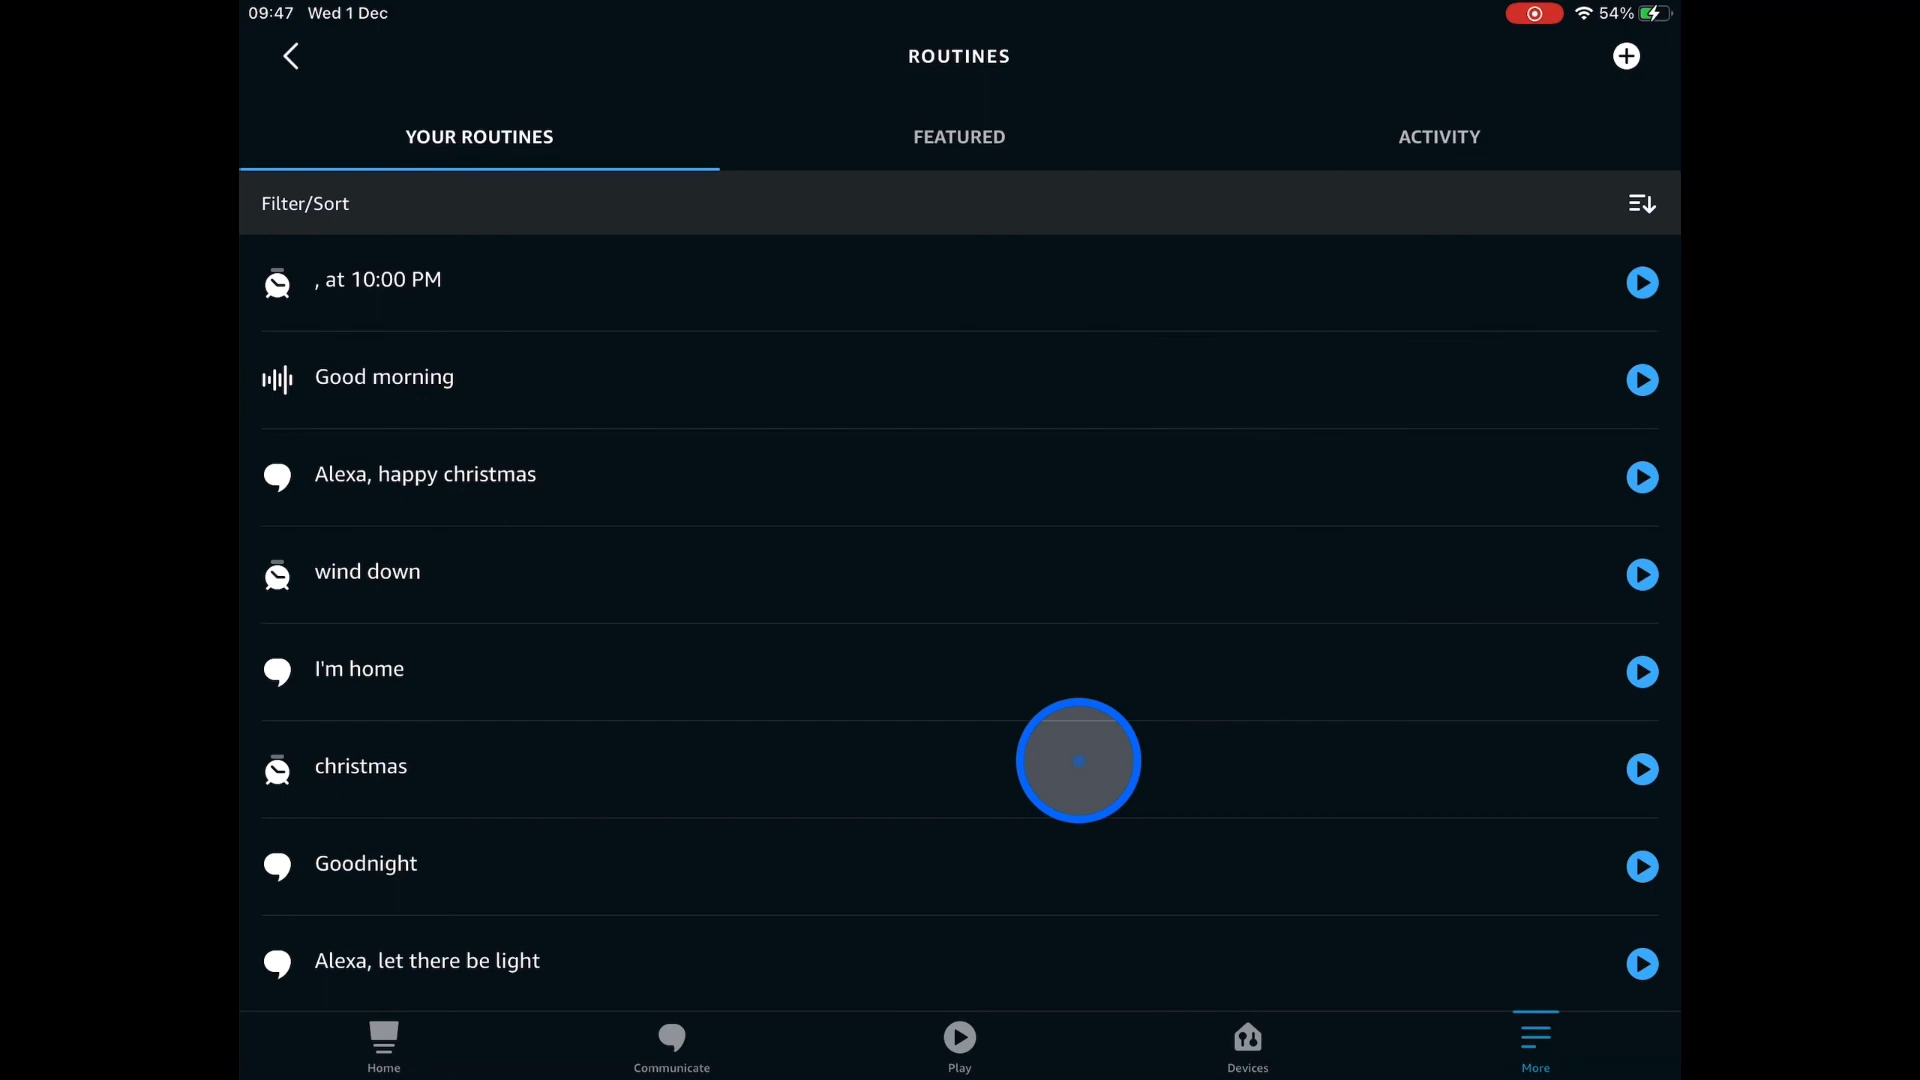 09:47 Wed 1 Dec
54%
ROUTINES
YOUR ROUTINES
FEATURED
ACTIVITY
Filter/Sort
, at 10:00 PM
Good morning
Alexa, happy christmas
wind down
I'm home
christmas
Goodnight
Alexa, let there be light
Home
Communicate
Play
Devices
More